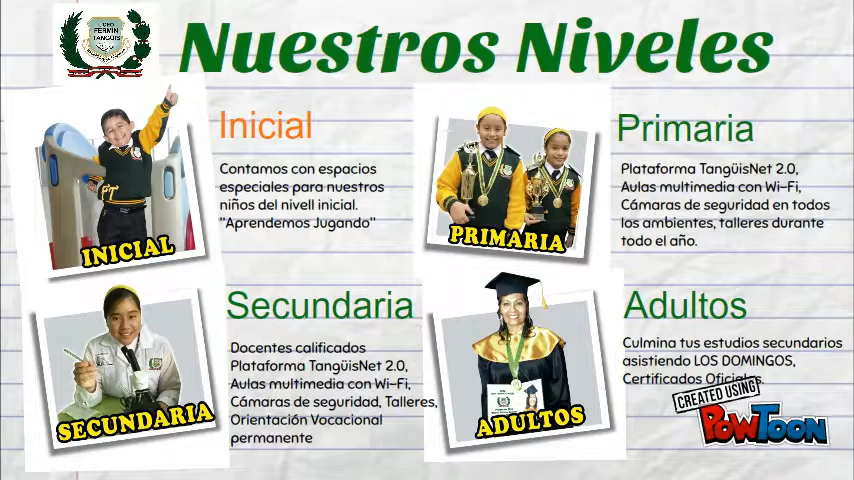 LICEO
FERMIN
TANGUIS
Nuestros Niveles
Inicial
Contamos con espacios
especiales para nuestros
niños del nivell inicial.
"Aprendemos Jugando"
INICIAL
Primaria
Plataforma TangüisNet 2.0,
Aulas multimedia con Wi-Fi,
Cámaras de seguridad en todos
los ambientes, talleres durante
todo el año.
PRIMARIA
Secundaria
Docentes calificados
Plataforma TangüisNet 2.0,
Aulas multimedia con Wi-Fi,
Cámaras de seguridad, Talleres,
Orientación Vocacional
permanente
SECUNDARIA
Adultos
Culmina tus estudios secundarios
asistiendo LOS DOMINGOS,
Certificados Oficiales.
ADULTOS
CREATED USING
POWTOON